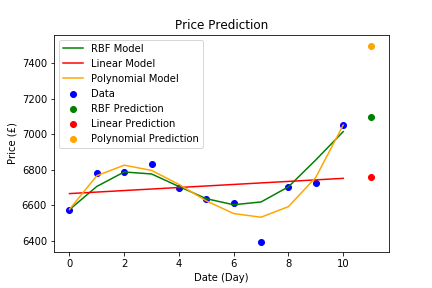 Price Prediction
RBF Model
Linear Model
Polynomial Model
Data
RBF Prediction
Linear Prediction
Polynomial Prediction
Price (£)
7400
7200
7000
6800
6600
6400
0 2 4 6 8 10
Date (Day)